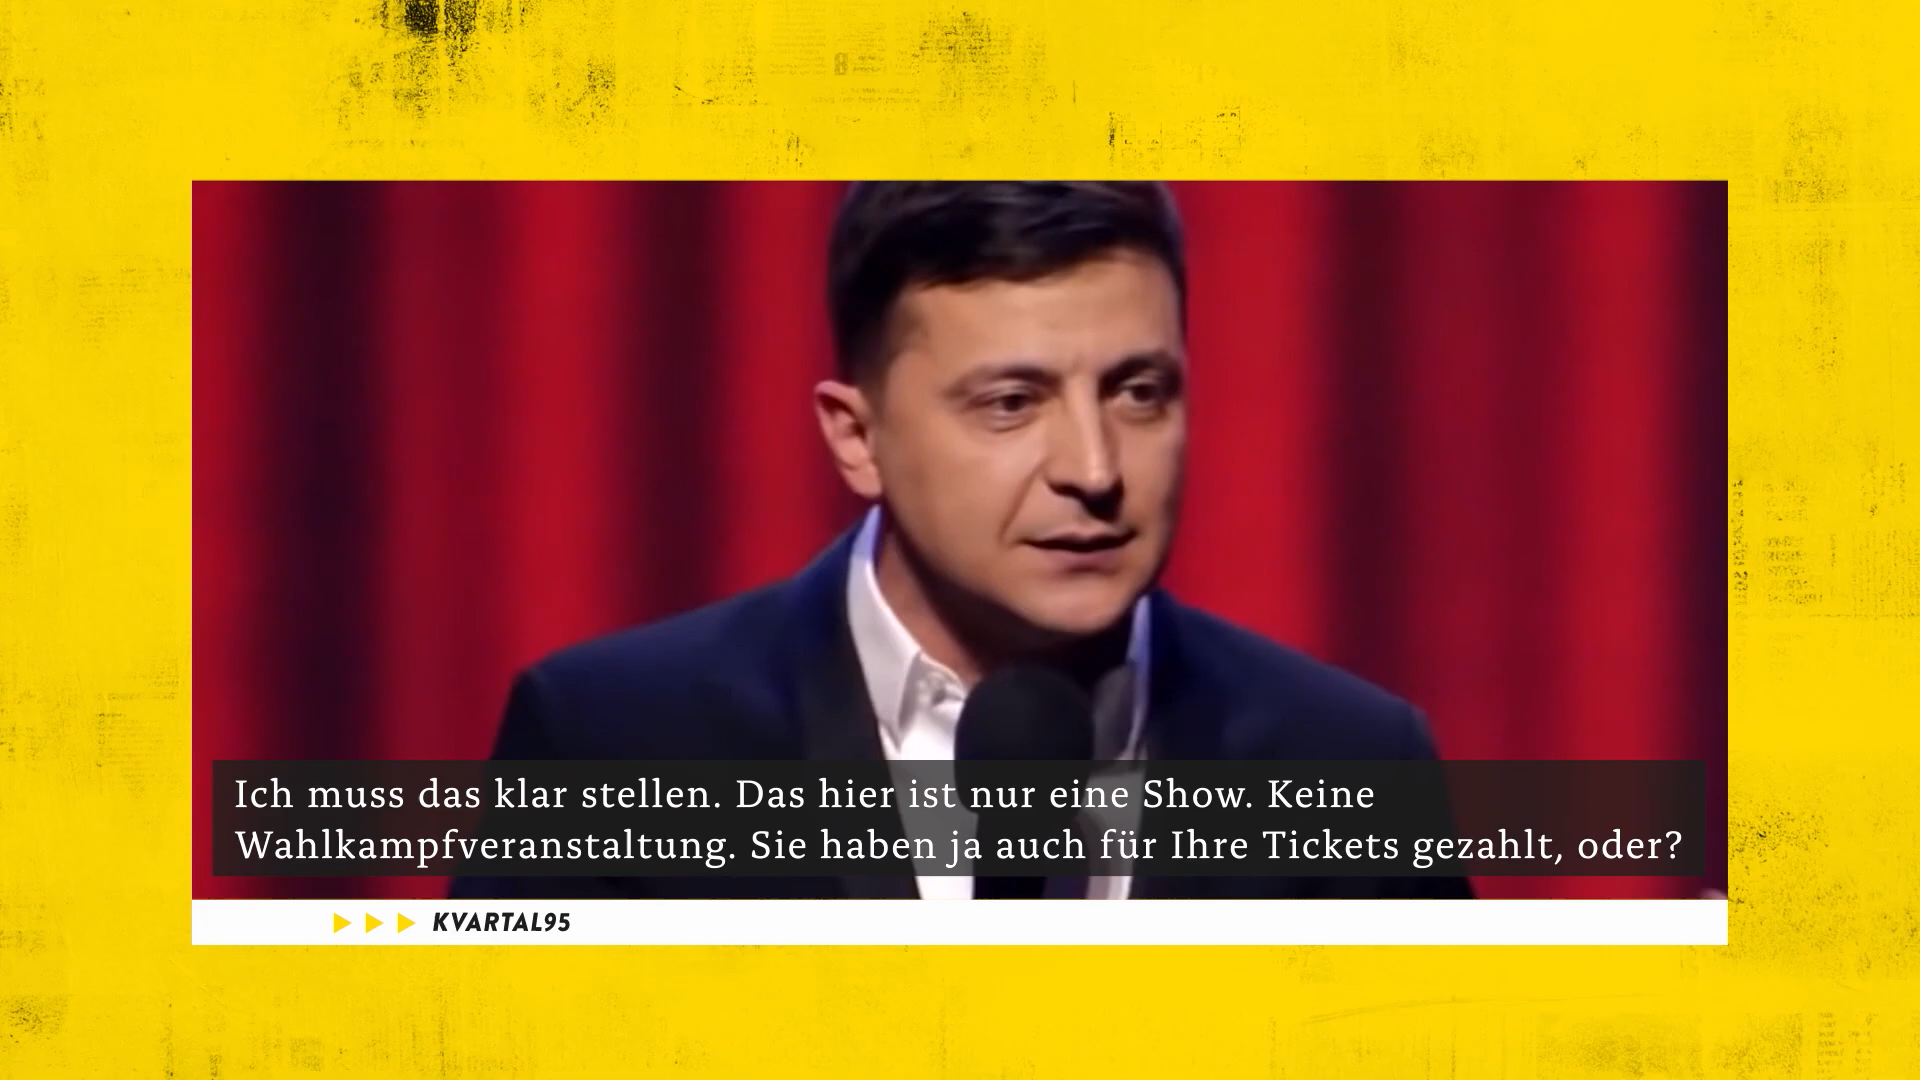 Ich muss das klar stellen. Das hier ist nur eine Show. Keine
Wahlkampfveranstaltung. Sie haben ja auch für Ihre Tickets gezahlt, oder?
KVARTAL95